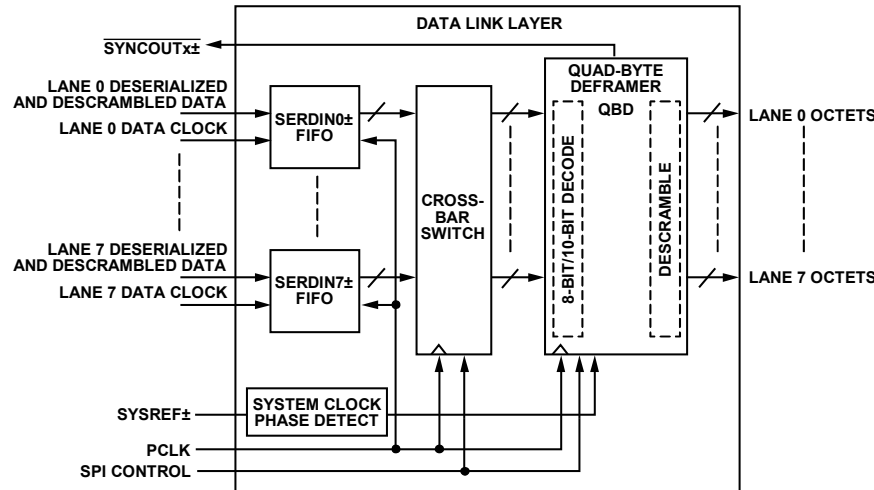 DATA LINK LAYER
SYNCOUTx±
QUAD-BYTE
DEFRAMER
QBD
LANE 0 DESERIALIZED
AND DESCRAMBLED DATA
LANE 0 DATA CLOCK
SERDIN0±
FIFO
LANE 0 OCTETS
CROSS-
BAR
SWITCH
8-BIT/10-BIT DECODE
DESCRAMBLE
LANE 7 DESERIALIZED
AND DESCRAMBLED DATA
LANE 7 DATA CLOCK
SERDIN7±
FIFO
LANE 7 OCTETS
SYSREF±
SYSTEM CLOCK
PHASE DETECT
PCLK
SPI CONTROL